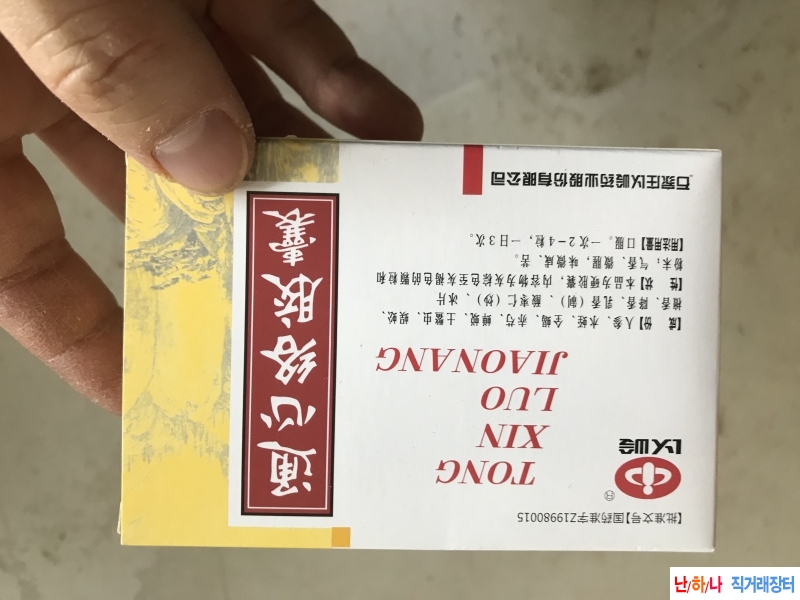 【批准文号】国药准字Z19980015
以岭
TONG
XIN
LUO
JIAONANG
通心络胶囊
【成 份】人参、水蛭、全蝎、赤芍、蝉蜕、土鳖虫、蜈蚣、
檀香、降香、乳香(制)、酸枣仁(炒)、冰片
【性 状】本品为硬胶囊，内容物为灰棕色至灰褐色的颗粒和
粉末；气香、微腥，味微咸、苦。
【用法用量】口服。一次2-4粒，一日3次。
石家庄以岭药业股份有限公司
난/하/나 직거래장터